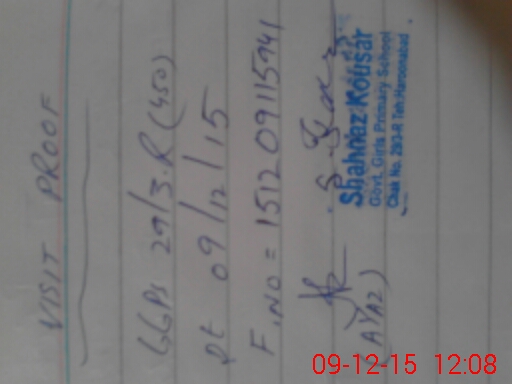 VISIT PROOF
GGPS 29/3.R (450)
Dt 09/12/15
F.NO = 151209115941
(AYAZ)
Shahnaz Kousar
Govt. Girls Primary School
Chak No. 29/3-R Teh: Haroonabad
09-12-15 12:08